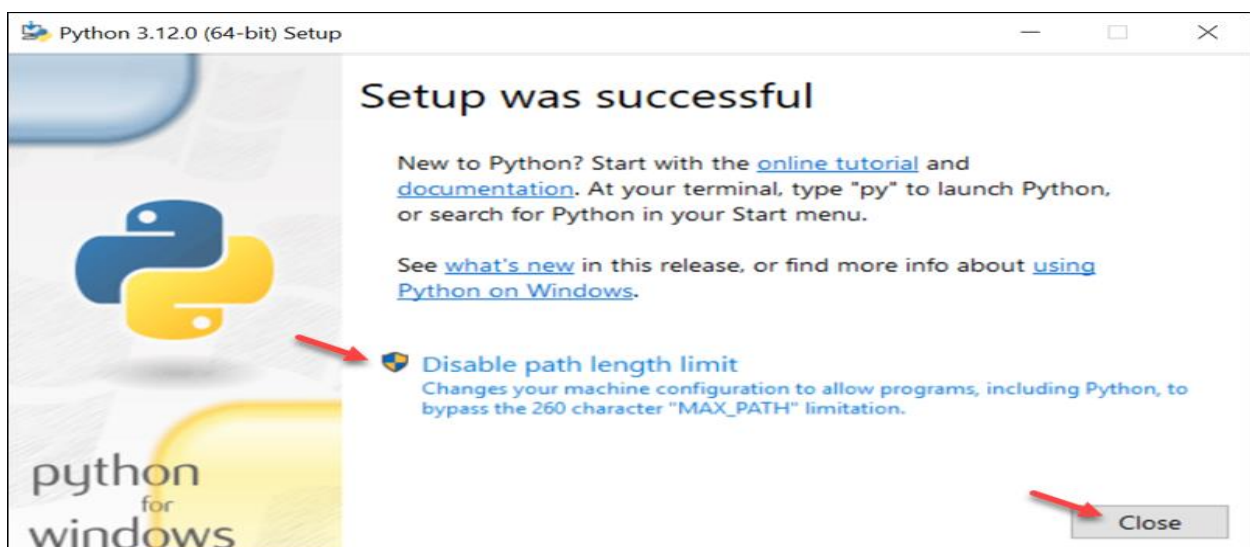 Python 3.12.0 (64-bit) Setup
Setup was successful
New to Python? Start with the online tutorial and
documentation. At your terminal, type "py" to launch Python,
or search for Python in your Start menu.
See what's new in this release, or find more info about using
Python on Windows.
Disable path length limit
Changes your machine configuration to allow programs, including Python, to
bypass the 260 character "MAX_PATH" limitation.
python
for
windows
Close